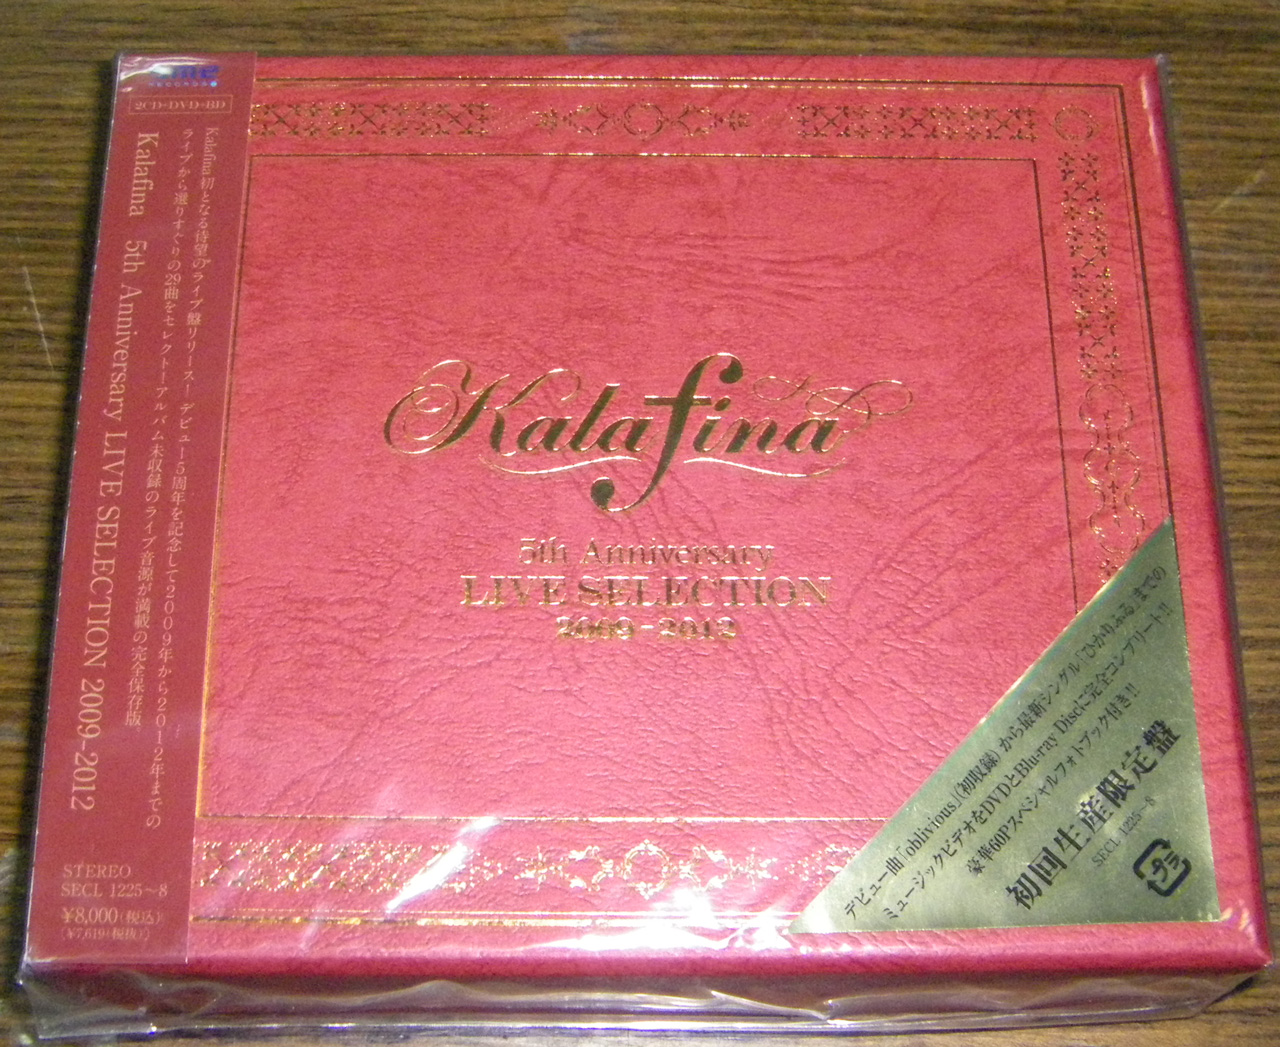 RECORDS
2CD+DVD+BD
Kalafina初となる待望のライブ盤リリース! デビュー5周年を記念して2009年から2012年までの
ライブから選りすぐりの29曲をセレクト!アルバム未収録のライブ音源が満載の完全保存版。
Kalafina 5th Anniversary LIVE SELECTION 2009-2012
STEREO
SECL 1225~8
¥8,000(税込)
(¥7,619(税抜))
Kalafina
5th Anniversary
LIVE SELECTION
2009-2012
デビュー曲「oblivious」(初収録)から最新シングル「ひかりふる」までの
ミュージックビデオをDVDとBlu-ray Discに完全コンプリート!!
豪華60Pスペシャルフォトブック付き!!
初回生産限定盤
SECL-1225~8